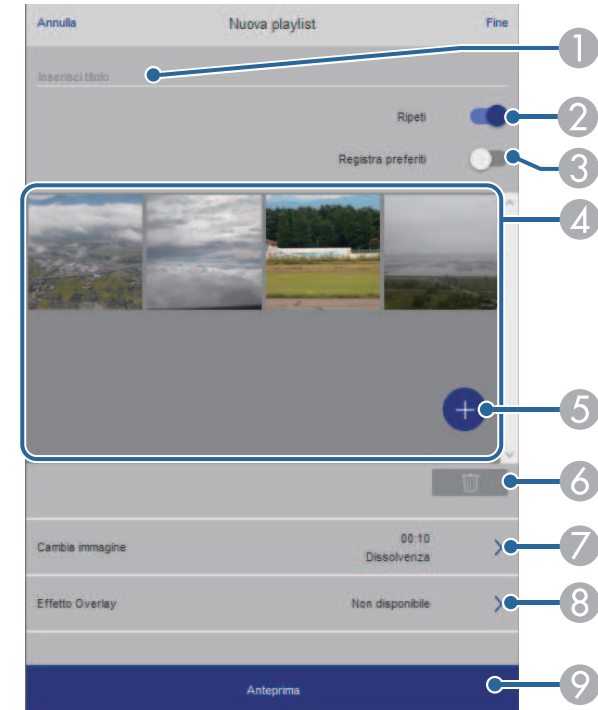 Annulla Nuova playlist Fine
1
Inserisci titolo
Ripeti 2
Registra preferiti 3
4
5
6
00:10
Cambia immagine 7
Dissolvenza
Effetto Overlay Non disponibile 8
Anteprima 9